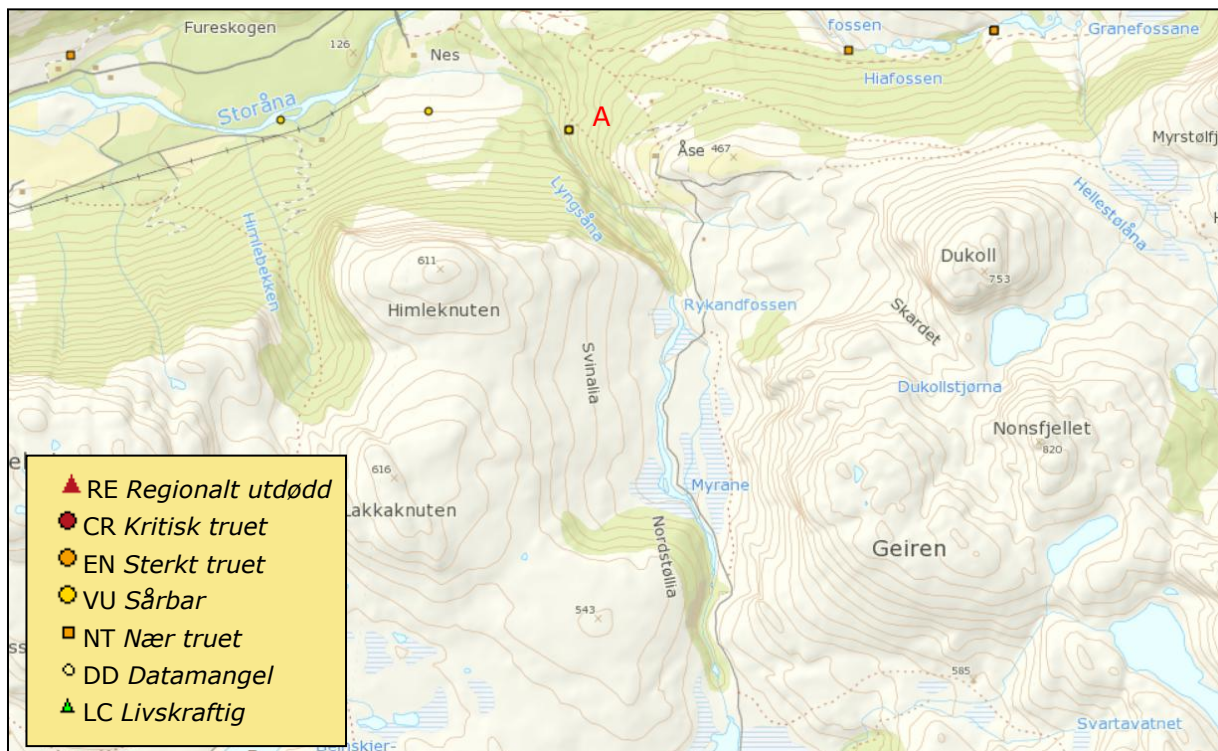 Fureskogen
126
Nes
fossen
Granefossane
Hiafossen
Storåna
A
Åse
467
Myrstølfj
Lyngsåna
Hellestølåna
H
Himlebekken
611
Himleknuten
Dukoll
753
Rykandfossen
Skardet
Svinalia
Dukollstjørna
Nonsfjellet
820
616
Lakkaknuten
Myrane
Nordstøllia
Geiren
543
585
Svartavatnet
RE Regionalt utdødd
CR Kritisk truet
EN Sterkt truet
VU Sårbar
NT Nær truet
DD Datamangel
LC Livskraftig